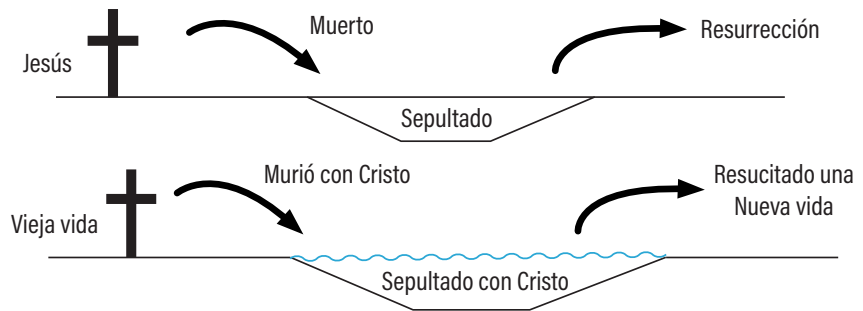 Jesús
Muerto
Sepultado
Resurrección
Vieja vida
Murió con Cristo
Sepultado con Cristo
Resucitado una
Nueva vida